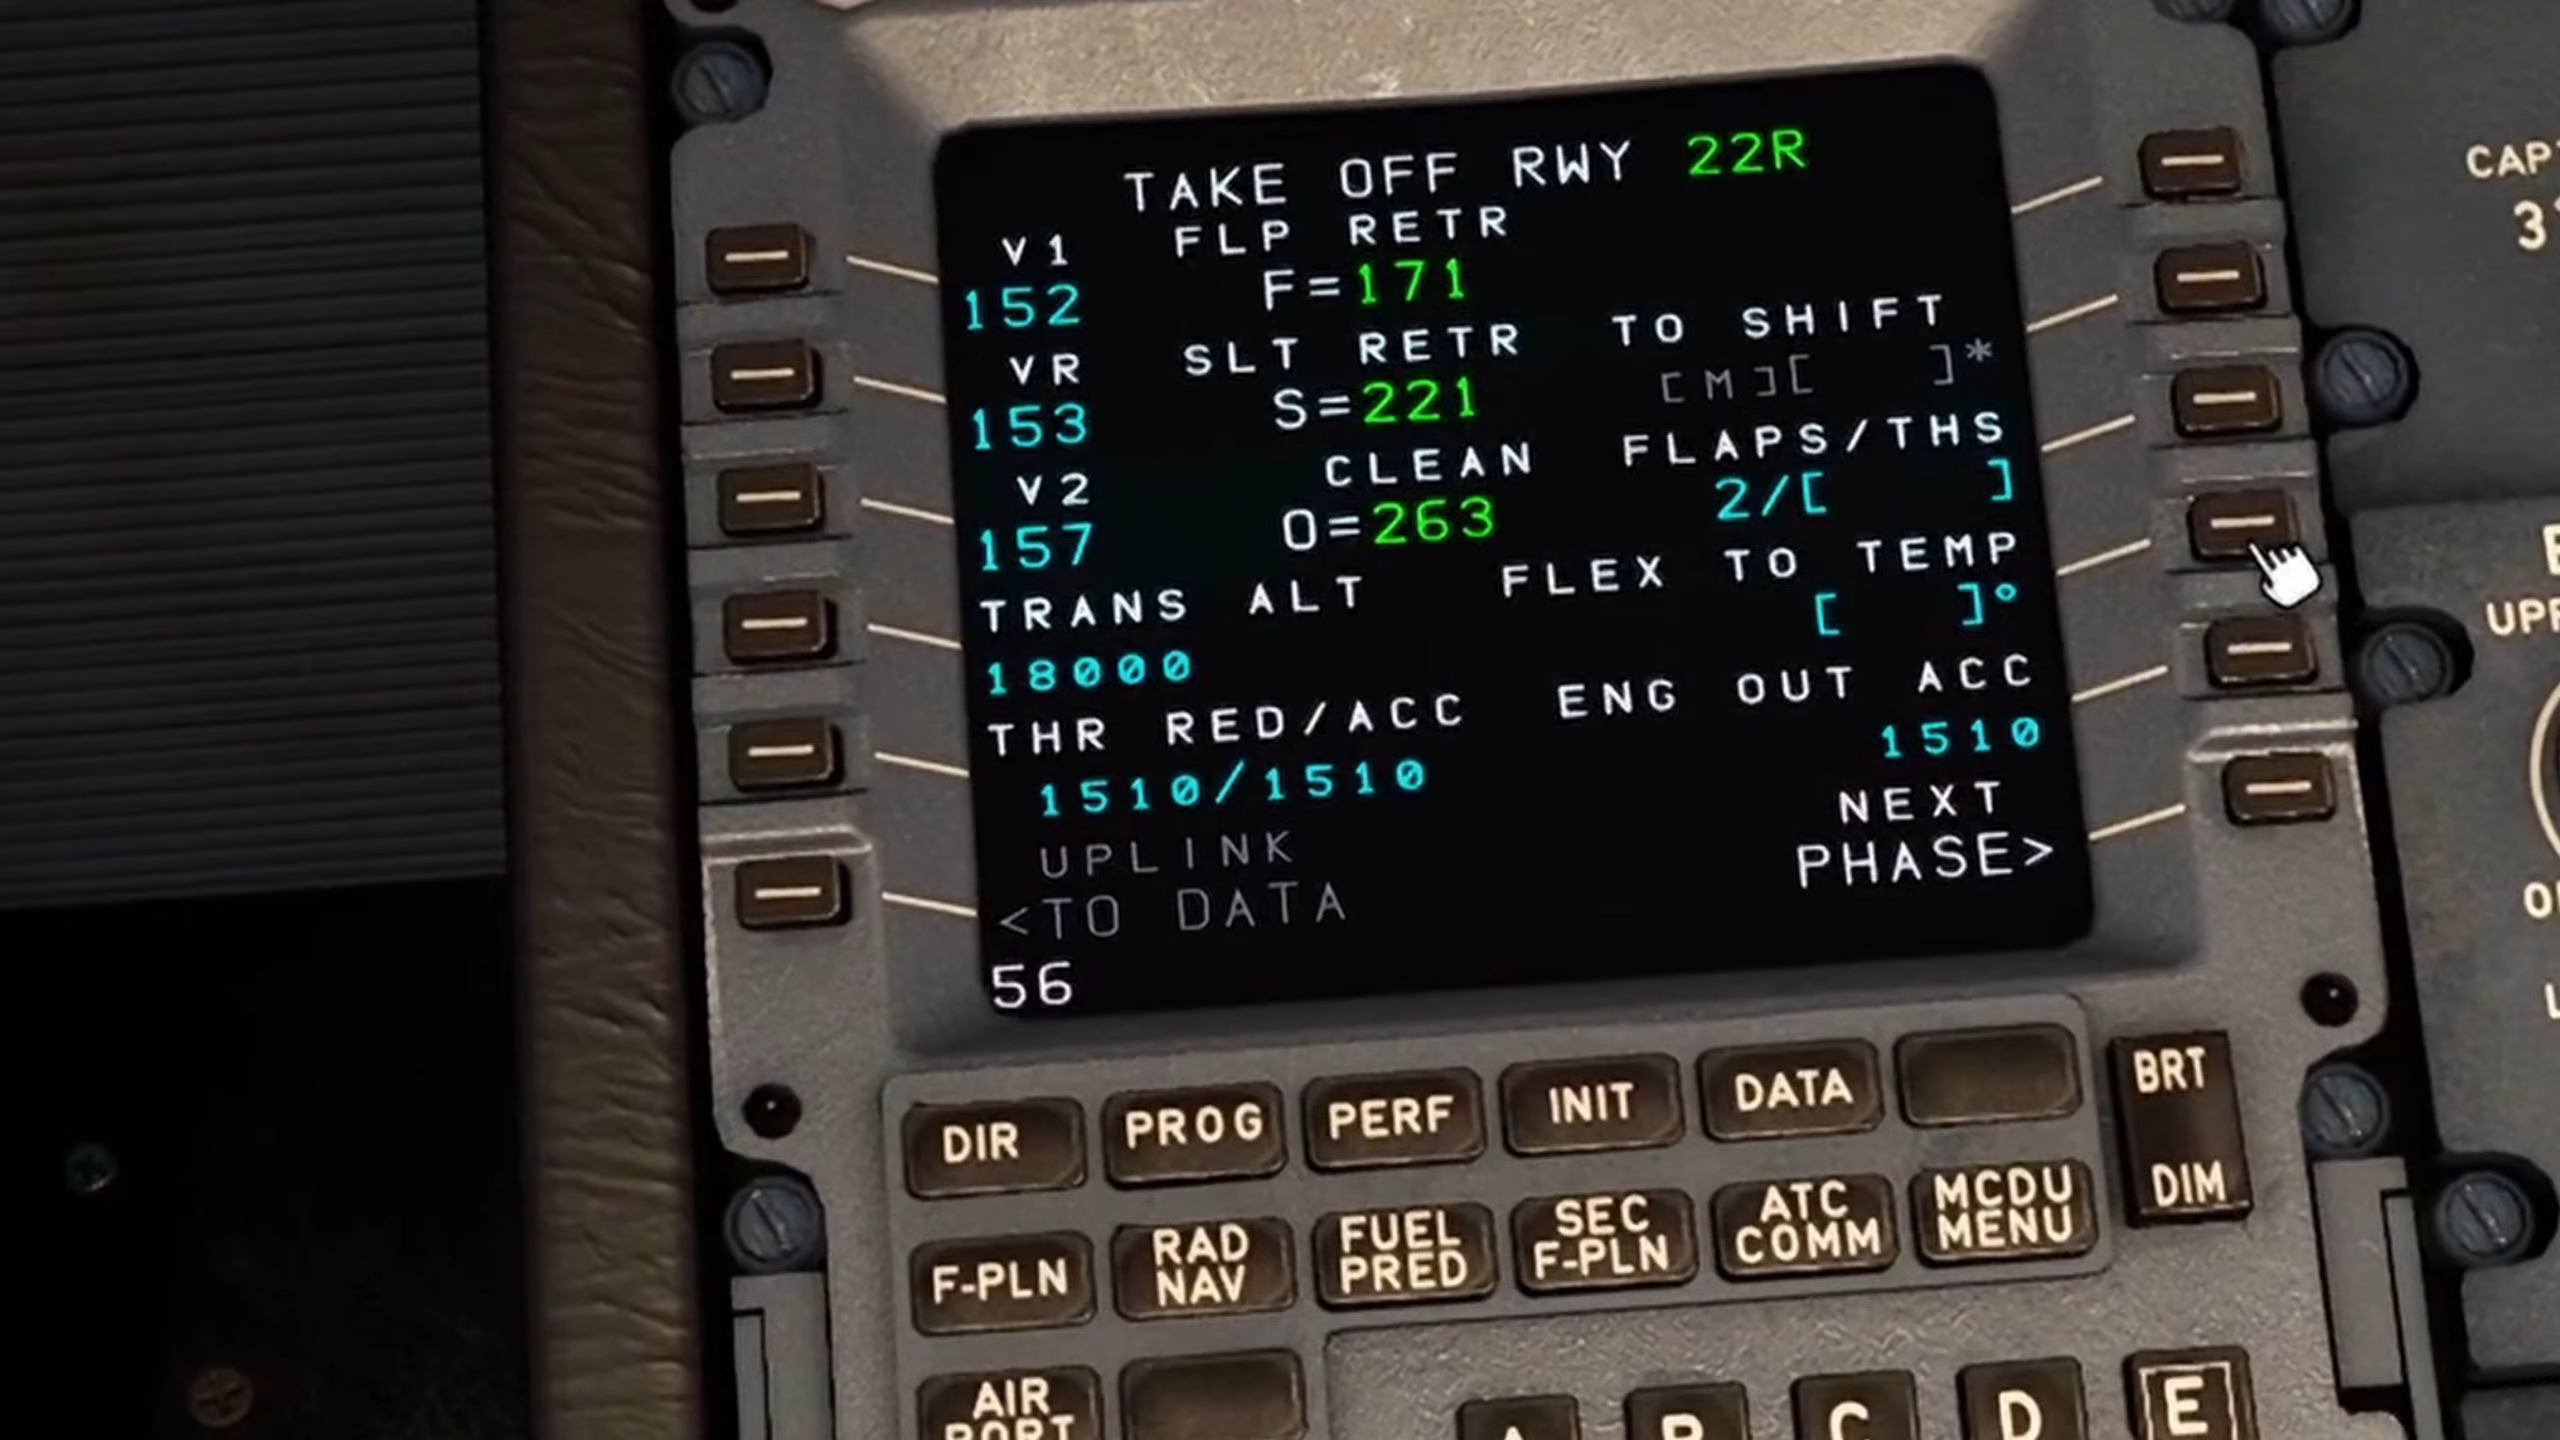 TAKE OFF RWY 22R
V1 FLP RETR
152 F=171
VR SLT RETR TO SHIFT
153 S=221 [M][ ]*
V2 CLEAN FLAPS/THS
157 O=263 2/[ ]
TRANS ALT FLEX TO TEMP
18000 [ ]°
THR RED/ACC ENG OUT ACC
1510/1510 1510
UPLINK NEXT
<TO DATA PHASE>
56
DIR PROG PERF INIT DATA
BRT
DIM
F-PLN RAD NAV FUEL PRED SEC F-PLN ATC COMM MCDU MENU
AIR PORT
C D E